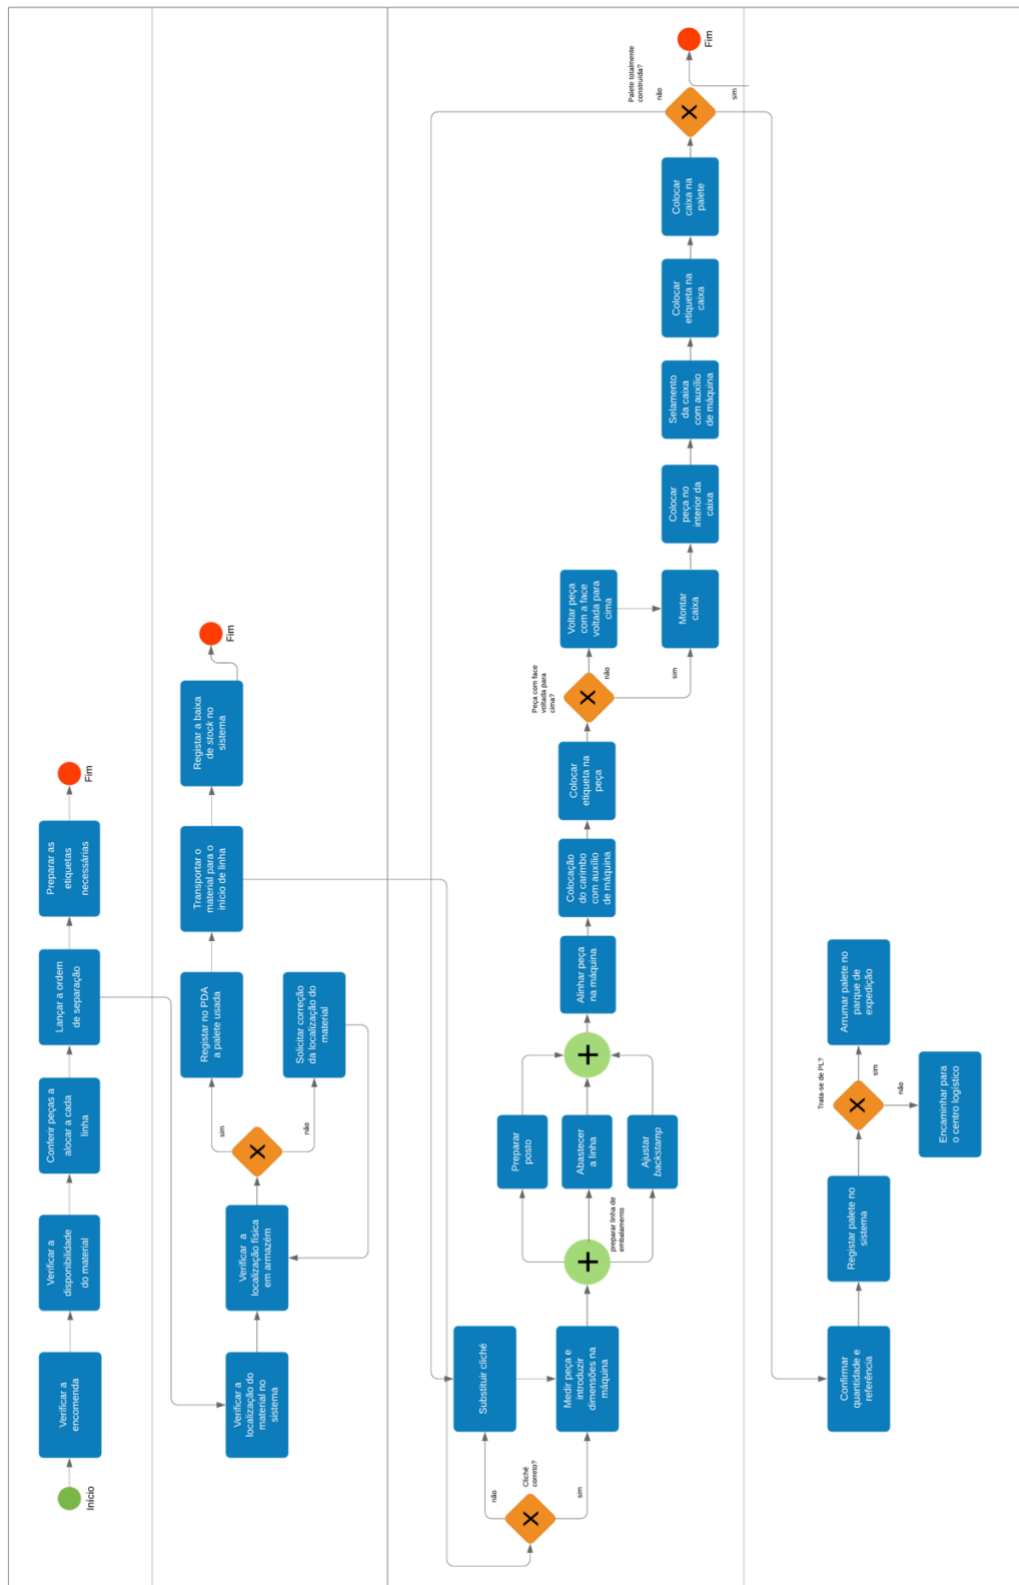 Início
Verificar a
encomenda
Verificar a
disponibilidade
do material
Conferir peças a
alocar a cada
linha
Lançar a ordem
de separação
Preparar as
etiquetas
necessárias
Fim
Verificar a
localização do
material no
sistema
Verificar a
localização física
em armazém
sim
não
Registar no PDA
a palete usada
Solicitar correção
da localização do
material
Transportar o
material para o
início de linha
Registar a baixa
de stock no
sistema
Fim
Cliché
correto?
não
sim
Substituir cliché
Medir peça e
introduzir
dimensões na
máquina
preparar linha de
embalamento
Preparar
posto
Abastecer
a linha
Ajustar
backstamp
Alinhar peça
na máquina
Colocação
do carimbo
com auxílio
de máquina
Colocar
etiqueta na
peça
Peça com face
voltada para
cima?
não
sim
Voltar peça
com a face
voltada para
cima
Montar
caixa
Colocar
peça no
interior da
caixa
Selamento
da caixa
com auxílio
de máquina
Colocar
etiqueta na
caixa
Colocar
caixa na
palete
Palete totalmente
construída?
não
sim
Fim
Confirmar
quantidade e
referência
Registar palete no
sistema
Trata-se de PL?
sim
não
Arrumar palete no
parque de
expedição
Encaminhar para
o centro logístico